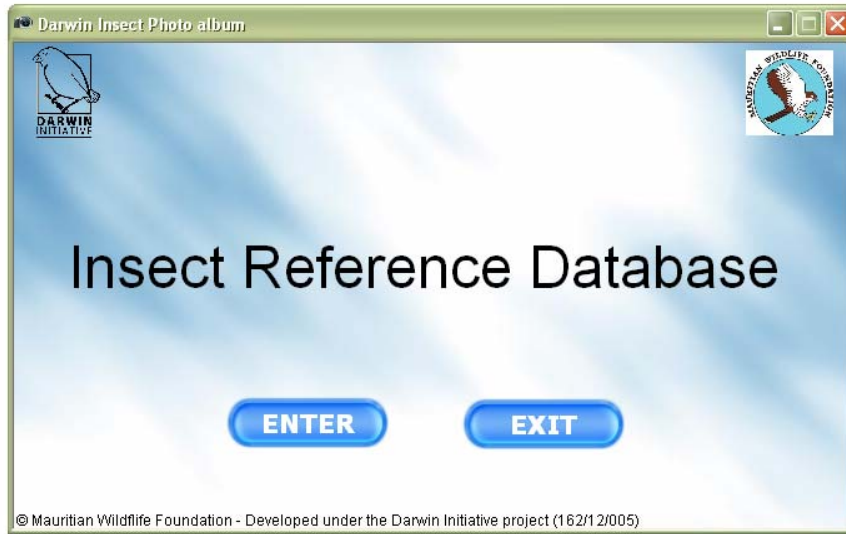 Darwin Insect Photo album
DARWIN
INITIATIVE
MAURITIAN WILDLIFE FOUNDATION
Insect Reference Database
ENTER
EXIT
© Mauritian Wildflife Foundation - Developed under the Darwin Initiative project (162/12/005)